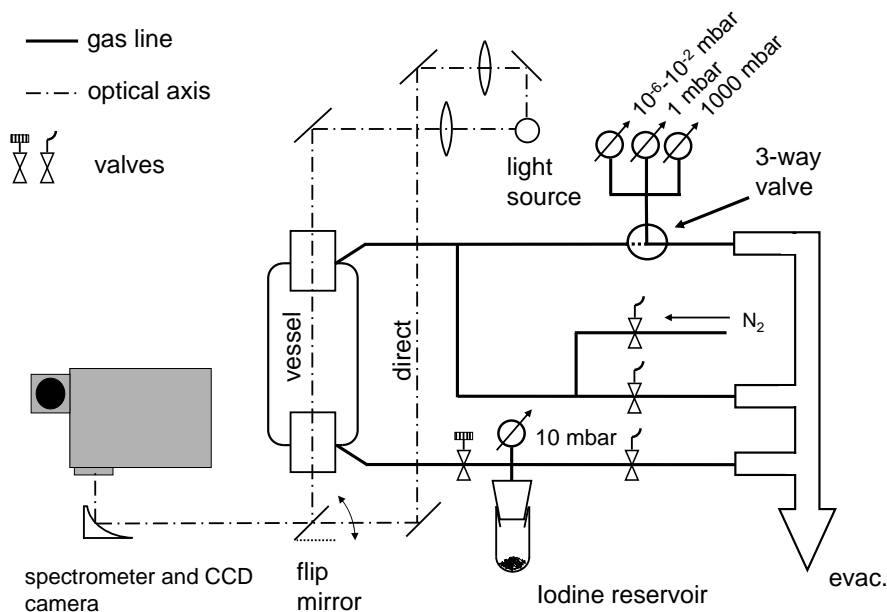 gas line
optical axis
valves
10-6-10-2 mbar
1 mbar
1000 mbar
light
source
3-way
valve
vessel
direct
N2
10 mbar
spectrometer and CCD
camera
flip
mirror
Iodine reservoir
evac.